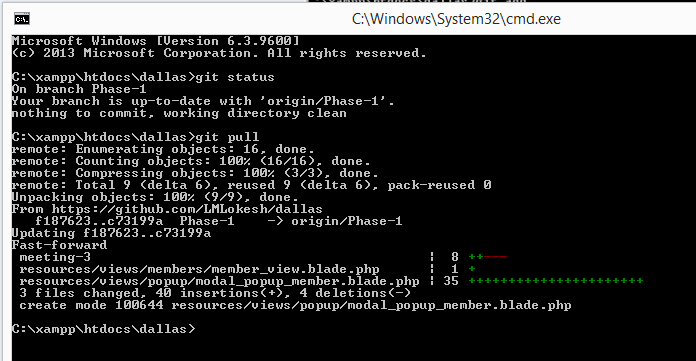 C:\Windows\System32\cmd.exe
Microsoft Windows [Version 6.3.9600]
(c) 2013 Microsoft Corporation. All rights reserved.
C:\xampp\htdocs\dallas>git status
On branch Phase-1
Your branch is up-to-date with 'origin/Phase-1'.
nothing to commit, working directory clean
C:\xampp\htdocs\dallas>git pull
remote: Enumerating objects: 16, done.
remote: Counting objects: 100% (16/16), done.
remote: Compressing objects: 100% (3/3), done.
remote: Total 9 (delta 6), reused 9 (delta 6), pack-reused 0
Unpacking objects: 100% (9/9), done.
From https://github.com/LMLokesh/dallas
   f187623..c73199a  Phase-1    -> origin/Phase-1
Updating f187623..c73199a
Fast-forward
 meeting-3                                          | 8 ++---
 resources/views/members/member_view.blade.php      | 1 +
 resources/views/popup/modal_popup_member.blade.php | 35 ++++++++++++++++++++++
 3 files changed, 40 insertions(+), 4 deletions(-)
 create mode 100644 resources/views/popup/modal_popup_member.blade.php
C:\xampp\htdocs\dallas>